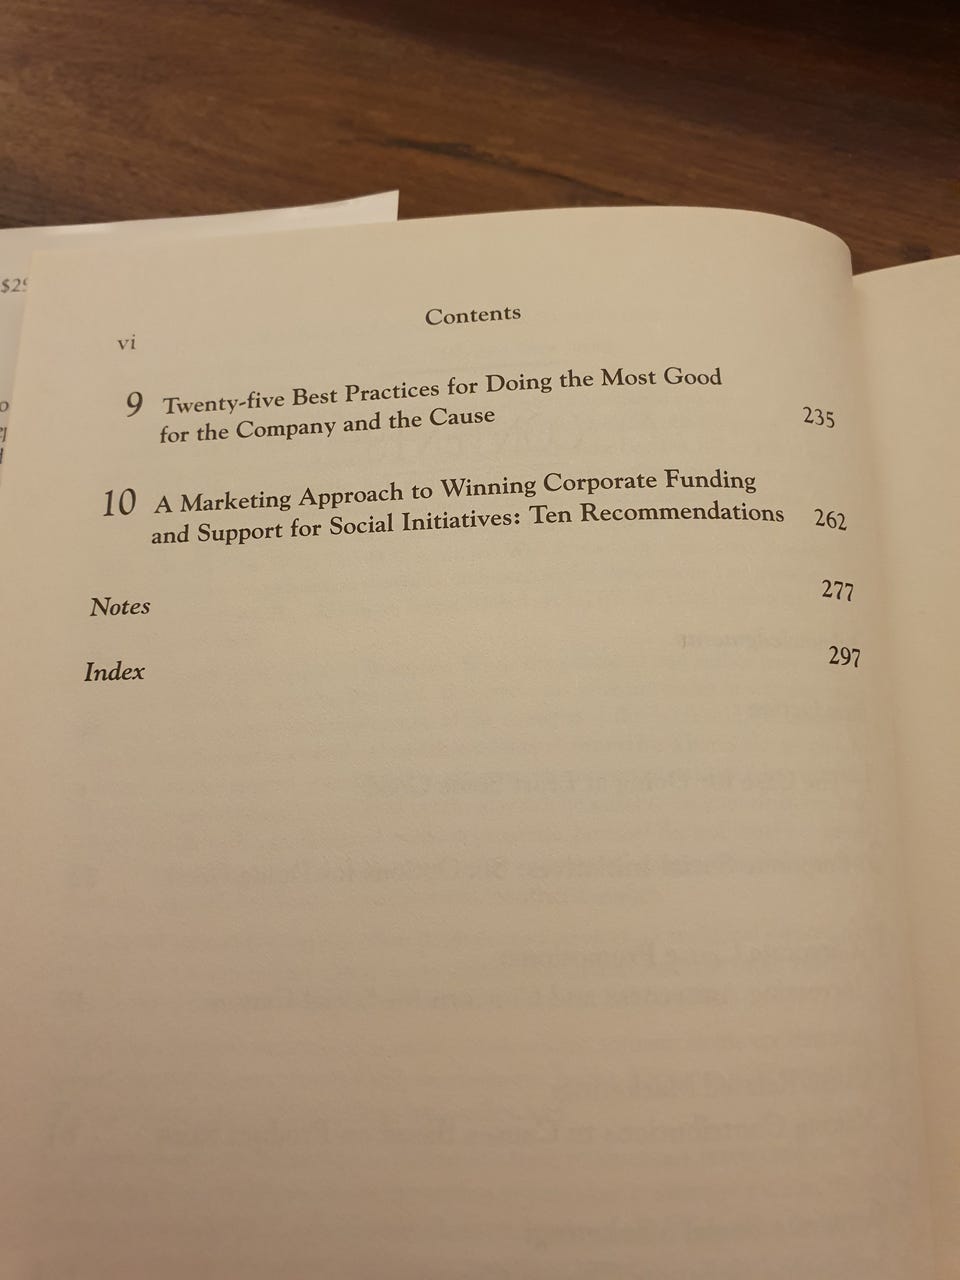 $29
Contents
vi
9 Twenty-five Best Practices for Doing the Most Good
for the Company and the Cause 235
10 A Marketing Approach to Winning Corporate Funding
and Support for Social Initiatives: Ten Recommendations 262
Notes 277
Index 297